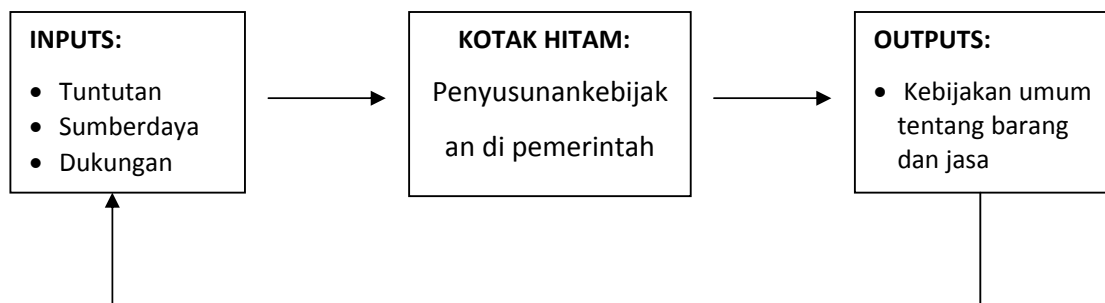 INPUTS:
• Tuntutan
• Sumberdaya
• Dukungan
KOTAK HITAM:
Penyusunankebijak
an di pemerintah
OUTPUTS:
• Kebijakan umum
tentang barang
dan jasa